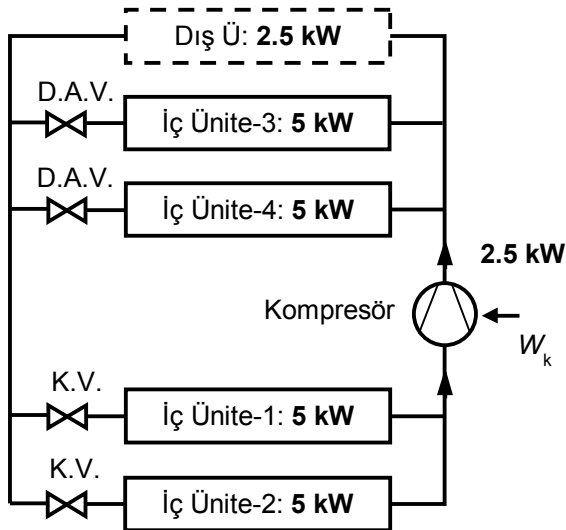 Dış Ü: 2.5 kW
D.A.V.
İç Ünite-3: 5 kW
D.A.V.
İç Ünite-4: 5 kW
2.5 kW
Kompresör
Wk
K.V.
İç Ünite-1: 5 kW
K.V.
İç Ünite-2: 5 kW